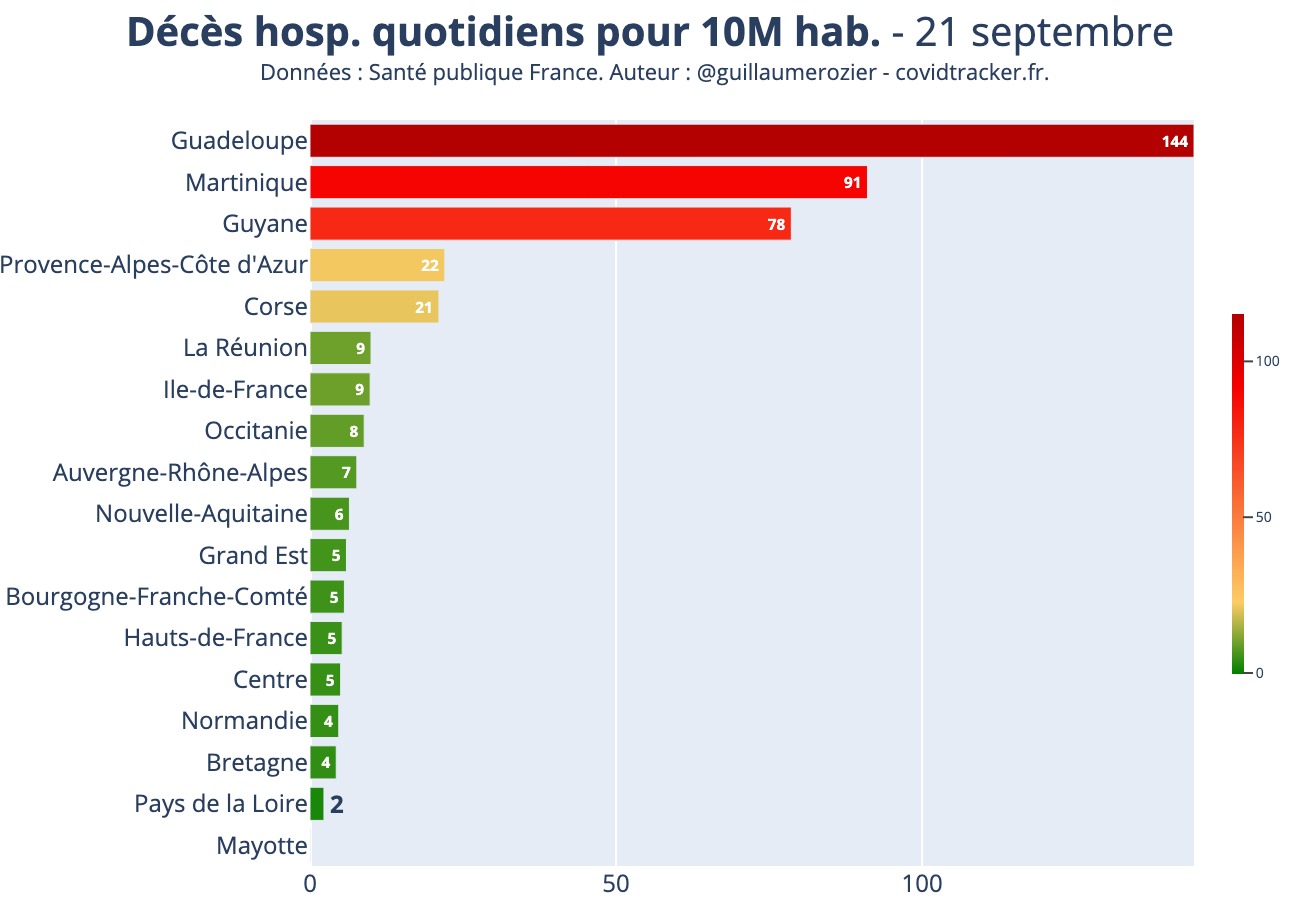 Décès hosp. quotidiens pour 10M hab. - 21 septembre
Données : Santé publique France. Auteur : @guillaumerozier - covidtracker.fr.
Guadeloupe 144
Martinique 91
Guyane 78
Provence-Alpes-Côte d'Azur 22
Corse 21
La Réunion 9
Ile-de-France 9
Occitanie 8
Auvergne-Rhône-Alpes 7
Nouvelle-Aquitaine 6
Grand Est 5
Bourgogne-Franche-Comté 5
Hauts-de-France 5
Centre 5
Normandie 4
Bretagne 4
Pays de la Loire 2
Mayotte
0 50 100
100
50
0